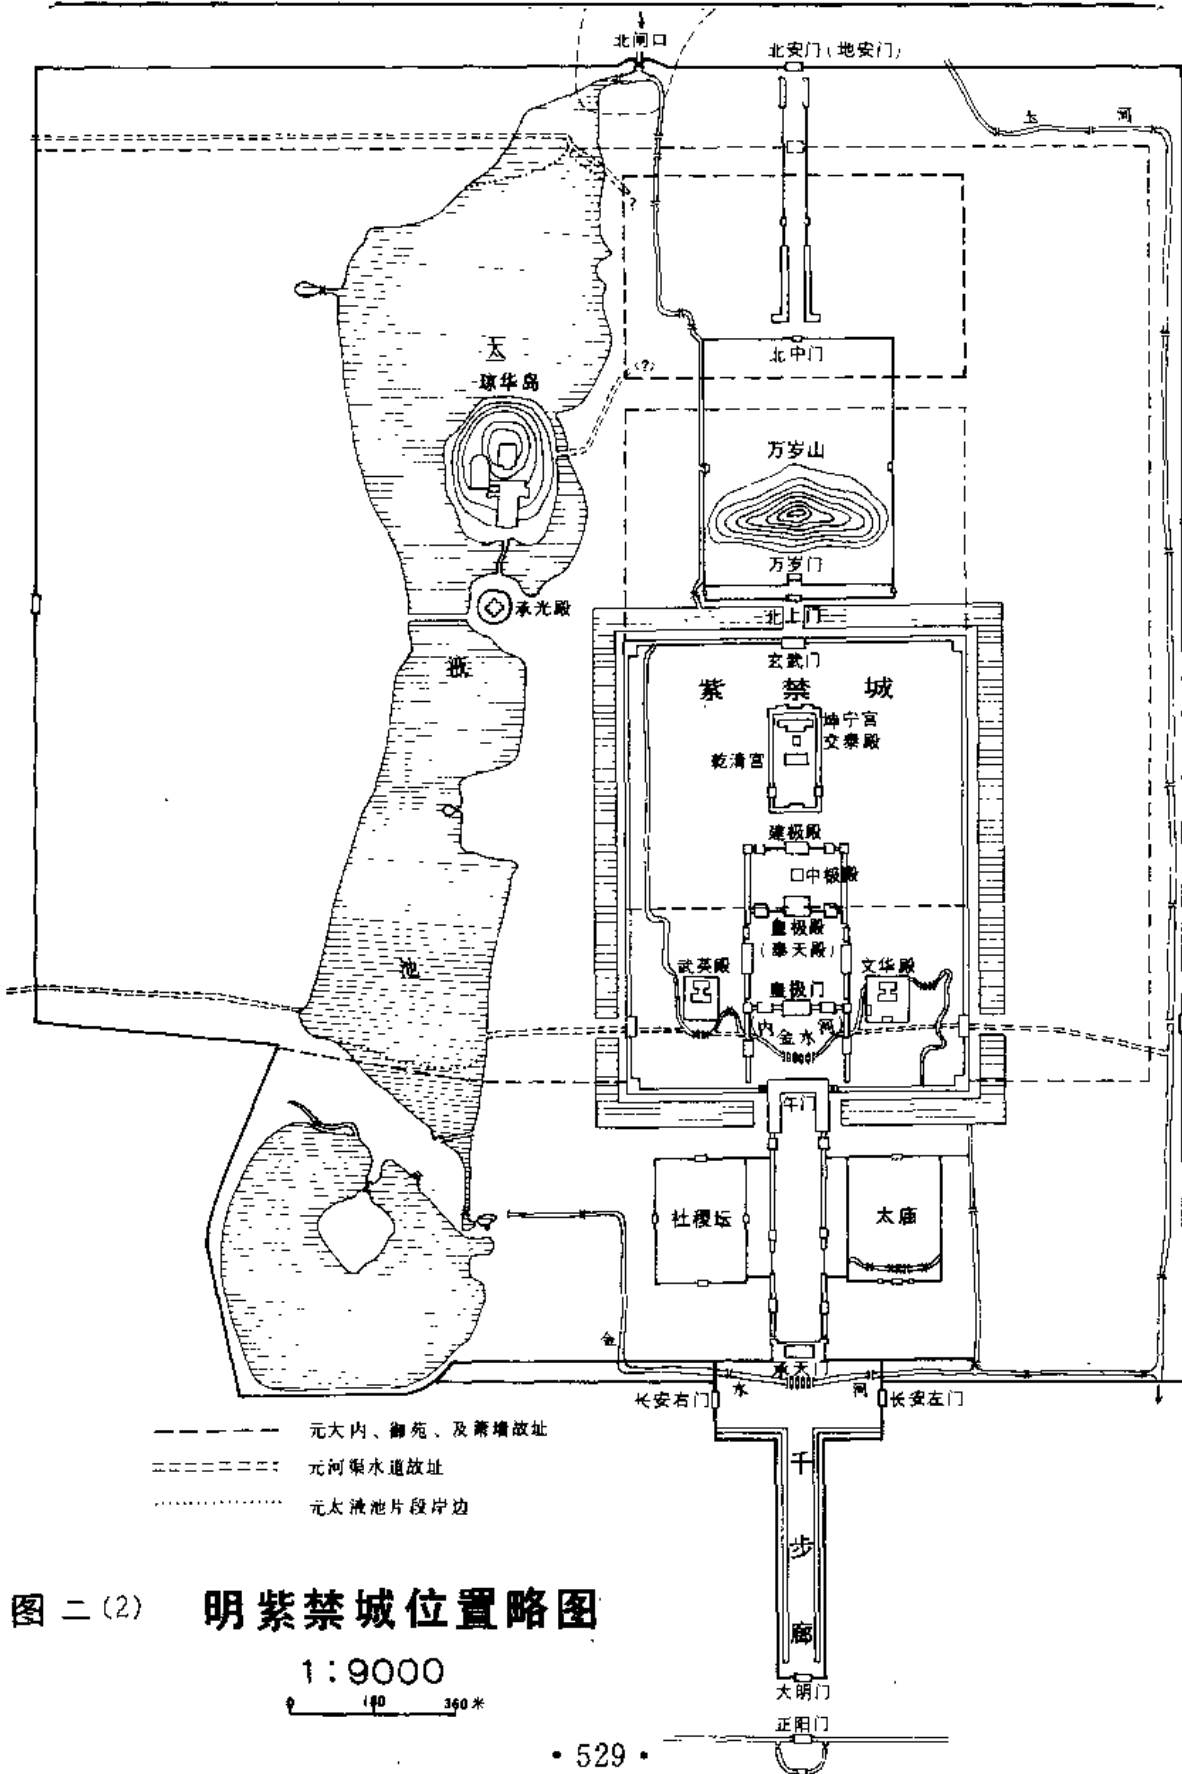 北闸口
北安门(地安门)
玉河
北中门
太
琼华岛
(?)
?
万岁山
万岁门
承光殿
北上门
玄武门
液
紫禁城
坤宁宫
交泰殿
乾清宫
建极殿
中极殿
皇极殿
(奉天殿)
武英殿
文华殿
池
皇极门
内金水河
午门
社稷坛
太庙
承天门
金水河
长安右门
长安左门
元大内、御苑、及萧墙故址
元河渠水道故址
元太液池片段岸边
千步廊
图二(2) 明紫禁城位置略图
1:9000
0 180 360米
大明门
正阳门
• 529 •